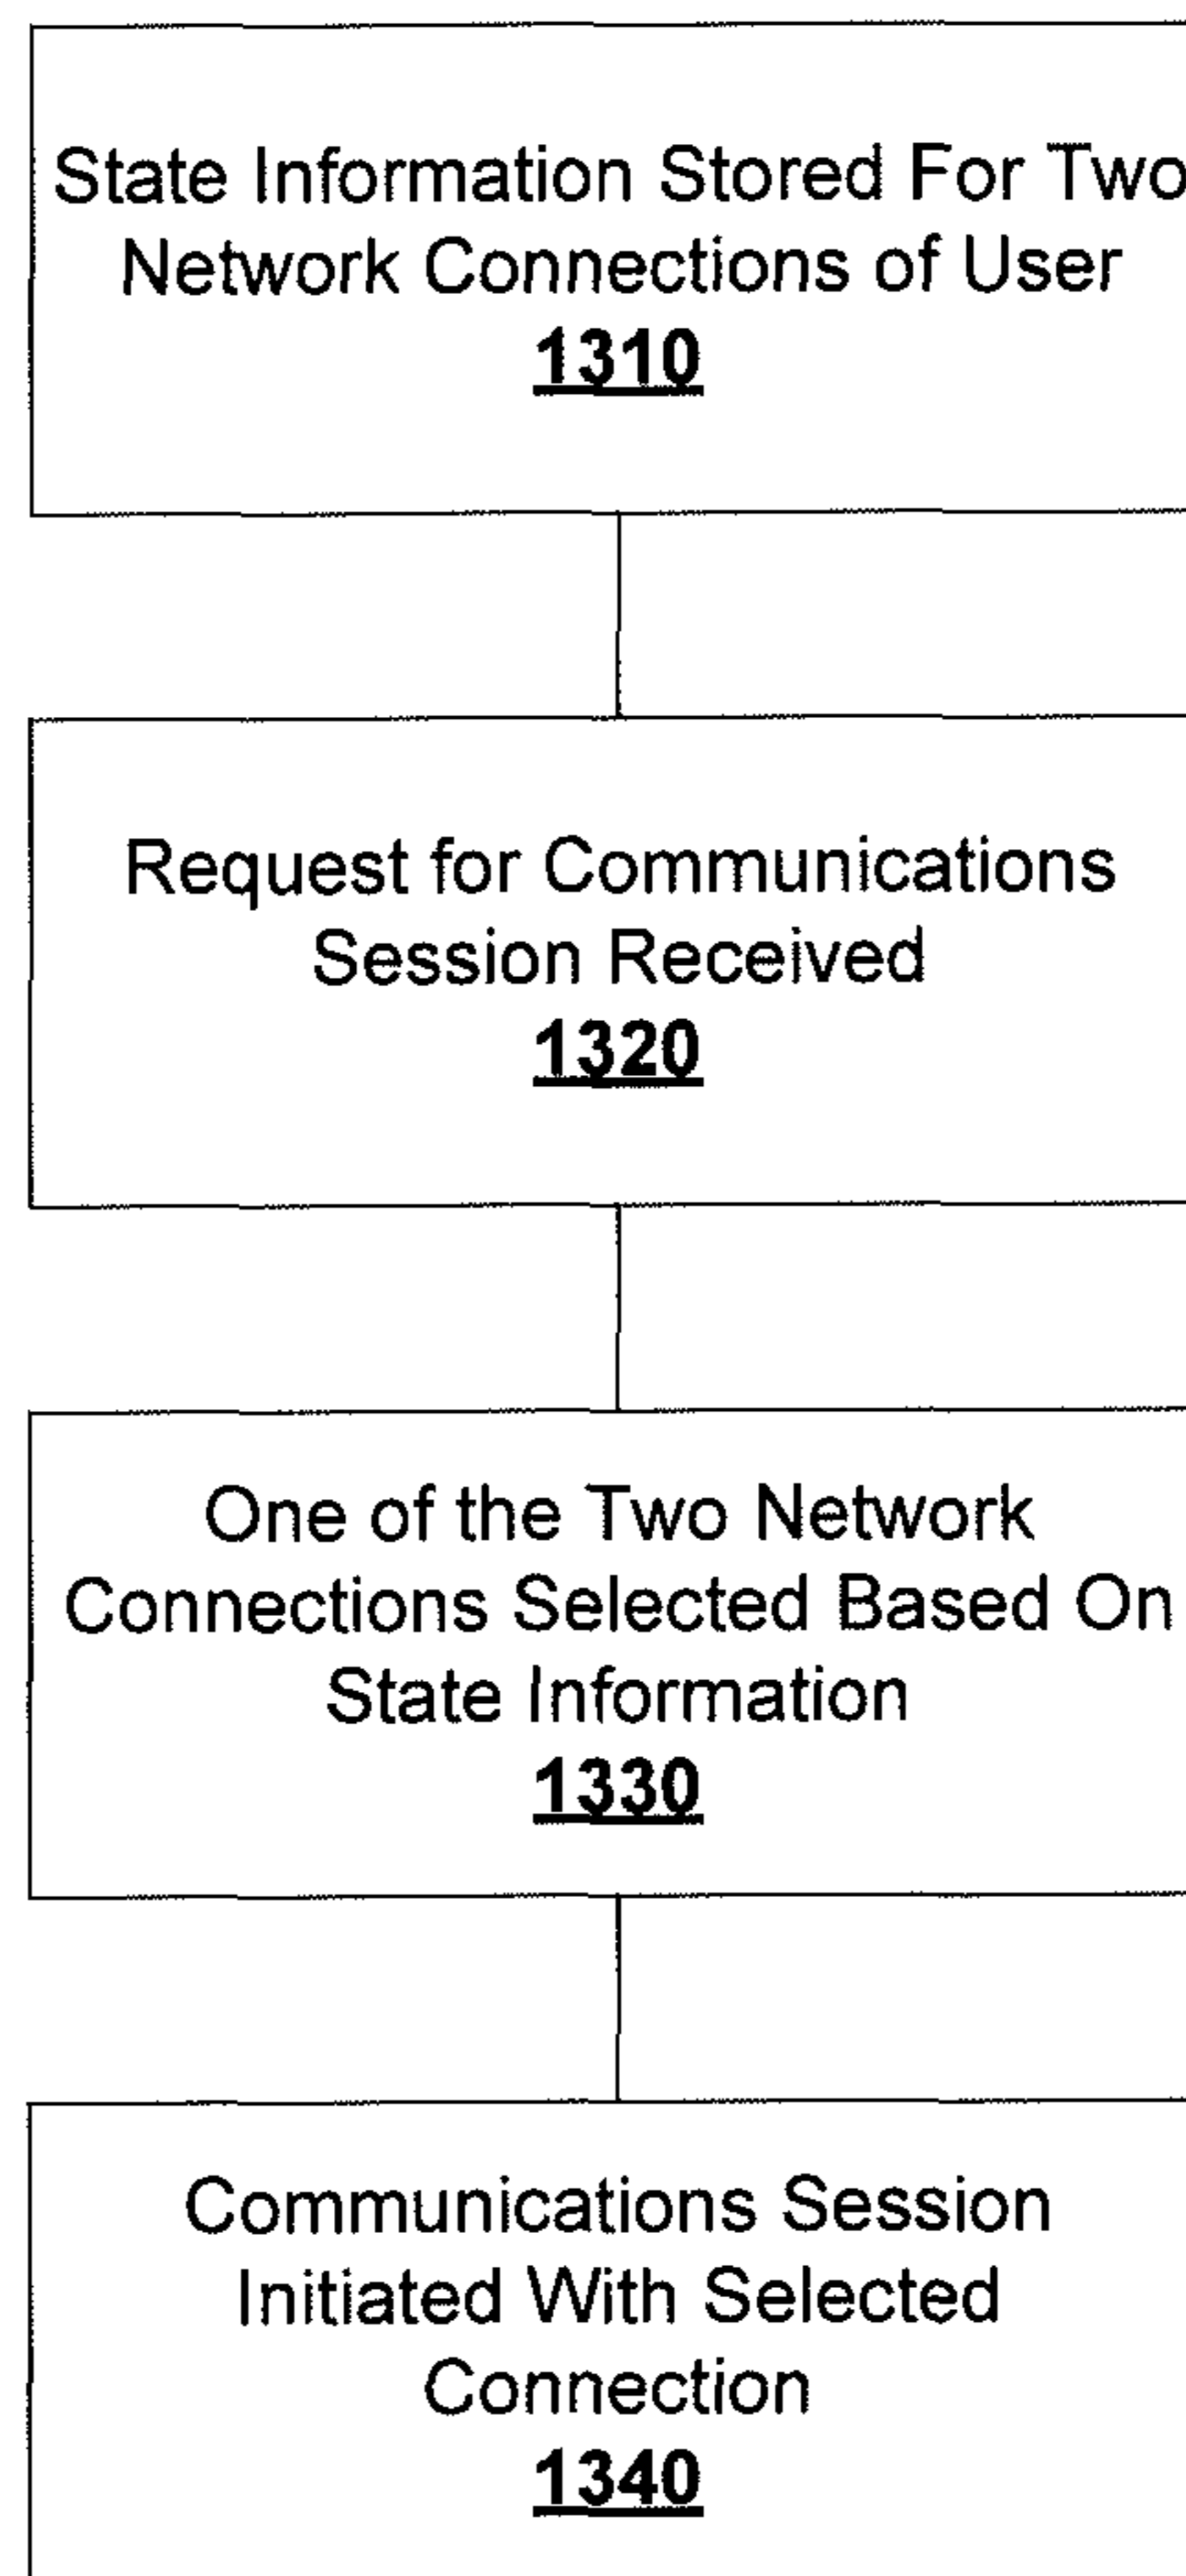 State Information Stored For Two
Network Connections of User
1310
Request for Communications
Session Received
1320
One of the Two Network
Connections Selected Based On
State Information
1330
Communications Session
Initiated With Selected
Connection
1340